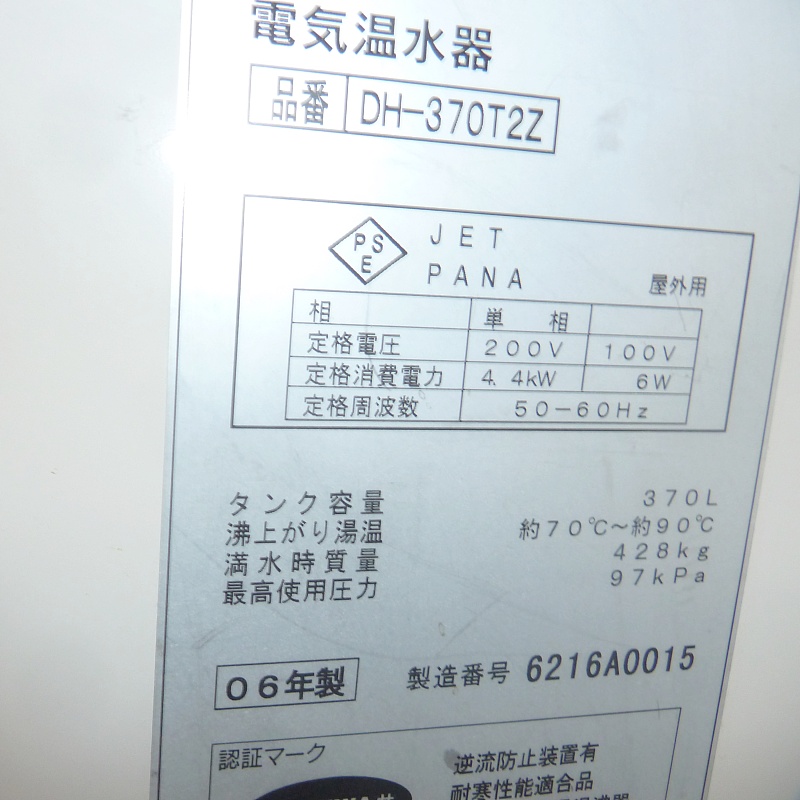 電気温水器
品番 DH-370T2Z
PSE JET
PANA 屋外用
相 単 相
定格電圧 200V 100V
定格消費電力 4.4kW 6W
定格周波数 50-60Hz
タンク容量 370L
沸上がり湯温 約70℃~約90℃
満水時質量 428kg
最高使用圧力 97kPa
06年製 製造番号 6216A0015
認証マーク 逆流防止装置有
耐寒性能適合品